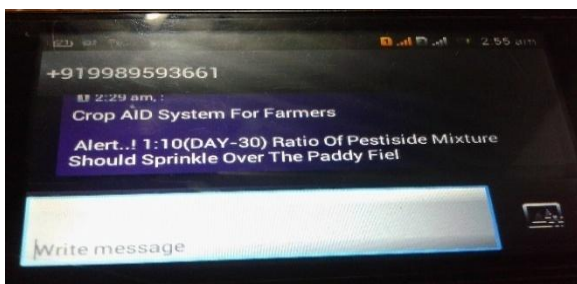 2:55 am
+919989593661
2:29 am, :
Crop AID System For Farmers
Alert..! 1:10(DAY-30) Ratio Of Pestiside Mixture
Should Sprinkle Over The Paddy Fiel
Write message